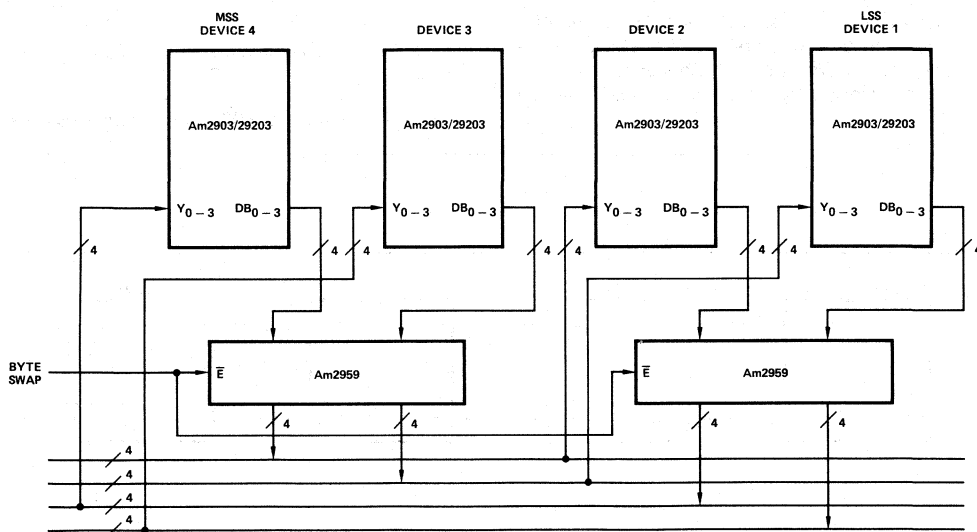 MSS
DEVICE 4
DEVICE 3
DEVICE 2
LSS
DEVICE 1
Am2903/29203
Am2903/29203
Am2903/29203
Am2903/29203
Y0 – 3 DB0 – 3
Y0 – 3 DB0 – 3
Y0 – 3 DB0 – 3
Y0 – 3 DB0 – 3
4
4
4
4
4
4
4
4
BYTE
SWAP
E̅
Am2959
E̅
Am2959
4
4
4
4
4
4
4
4